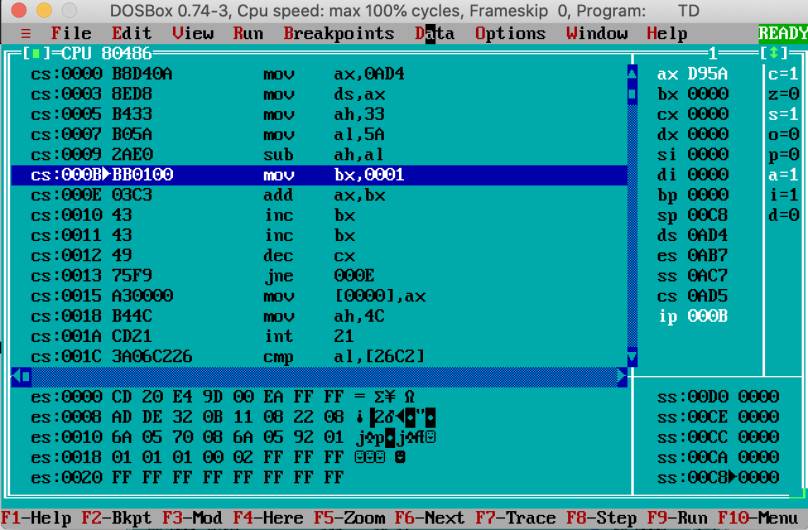 DOSBox 0.74-3, Cpu speed: max 100% cycles, Frameskip 0, Program: TD
≡ File Edit View Run Breakpoints Data Options Window Help READY
[■]=CPU 80486 1 [↕]
cs:0000 B8D40A mov ax,0AD4 ax D95A c=1
cs:0003 8ED8 mov ds,ax bx 0000 z=0
cs:0005 B433 mov ah,33 cx 0000 s=1
cs:0007 B05A mov al,5A dx 0000 o=0
cs:0009 2AE0 sub ah,al si 0000 p=0
cs:000B▶BB0100 mov bx,0001 di 0000 a=1
cs:000E 03C3 add ax,bx bp 0000 i=1
cs:0010 43 inc bx sp 00C8 d=0
cs:0011 43 inc bx ds 0AD4
cs:0012 49 dec cx es 0AB7
cs:0013 75F9 jne 000E ss 0AC7
cs:0015 A30000 mov [0000],ax cs 0AD5
cs:0018 B44C mov ah,4C ip 000B
cs:001A CD21 int 21
cs:001C 3A06C226 cmp al,[26C2]
es:0000 CD 20 E4 9D 00 EA FF FF = Σ¥ Ω ss:00D0 0000
es:0008 AD DE 32 0B 11 08 22 08 ss:00CE 0000
es:0010 6A 05 70 08 6A 05 92 01 ss:00CC 0000
es:0018 01 01 01 00 02 FF FF FF ☺☺☺ ☻ ss:00CA 0000
es:0020 FF FF FF FF FF FF FF FF ss:00C8▶0000
F1-Help F2-Bkpt F3-Mod F4-Here F5-Zoom F6-Next F7-Trace F8-Step F9-Run F10-Menu